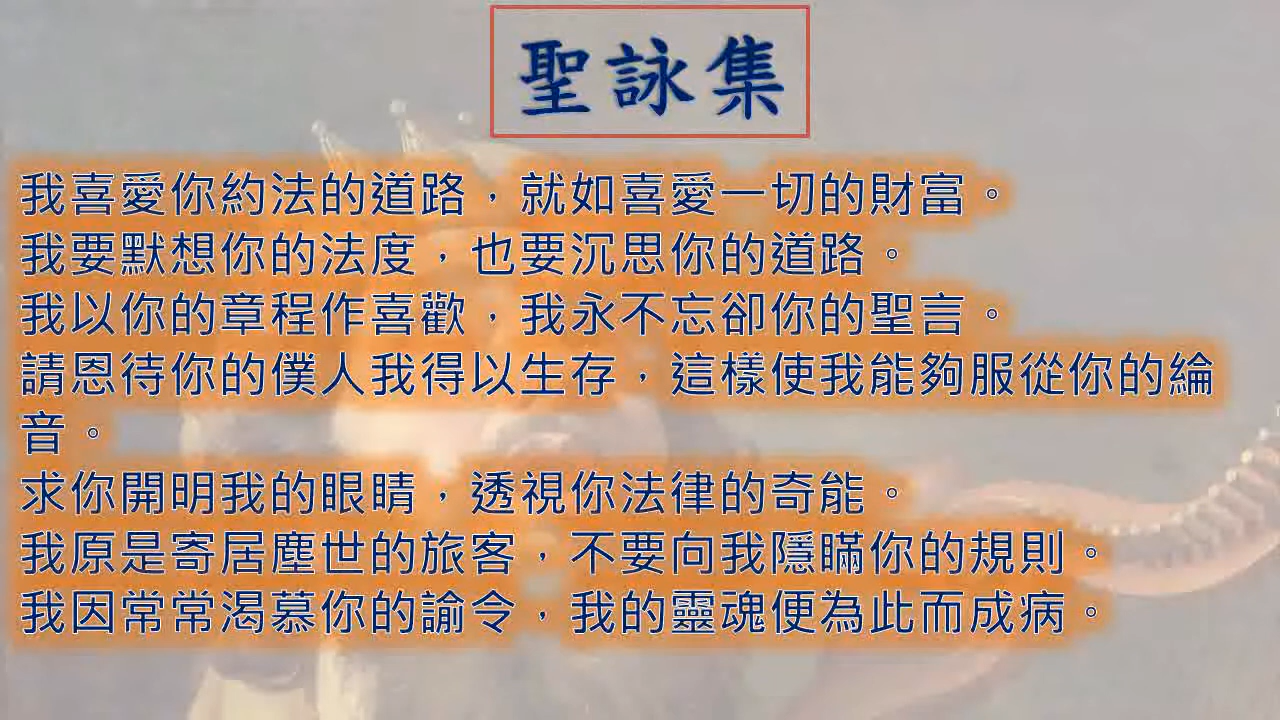 聖詠集
我喜愛你約法的道路，就如喜愛一切的財富。
我要默想你的法度，也要沉思你的道路。
我以你的章程作喜歡，我永不忘卻你的聖言。
請恩待你的僕人我得以生存，這樣使我能夠服從你的綸
音。
求你開明我的眼睛，透視你法律的奇能。
我原是寄居塵世的旅客，不要向我隱瞞你的規則。
我因常常渴慕你的諭令，我的靈魂便為此而成病。